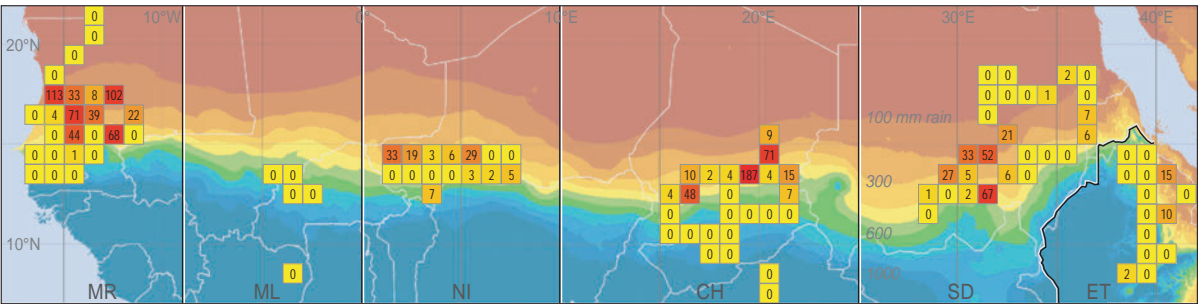 0 10°W 0° 10°E 20°E 30°E 40°E
0
20°N
0
0 0 0 2 0
113 33 8 102 0 0 0 1
0 4 71 39 22 100 mm rain 0 7
0 44 0 68 0 9 21 6
0 0 1 0 33 19 3 6 29 0 0 71 33 52 0 0 0 0 0
0 0 0 0 0 0 0 0 0 3 2 5 10 2 4 187 4 15 300 27 5 6 0 0 0 15
0 0 7 4 48 0 7 1 0 2 67 0 0
0 0 0 0 0 0 0 10
10°N 0 0 0 0 600 0
0 0 0 0
0 0 1000 2 0
MR ML NI CH 0 SD ET